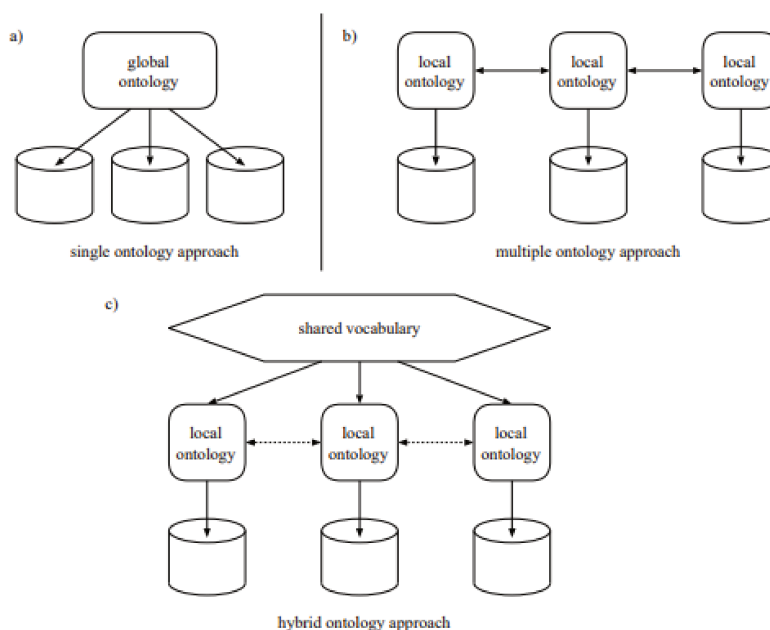 a)
global
ontology
single ontology approach
b)
local
ontology
local
ontology
local
ontology
multiple ontology approach
c)
shared vocabulary
local
ontology
local
ontology
local
ontology
hybrid ontology approach